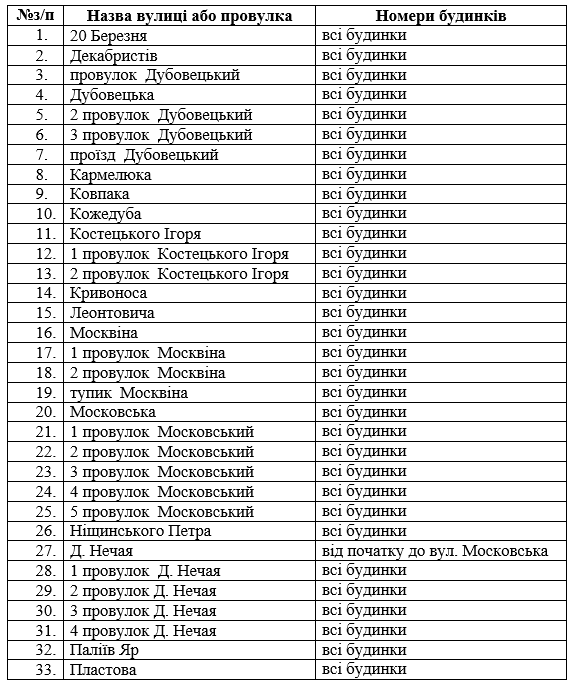 №з/п Назва вулиці або провулка Номери будинків
1. 20 Березня всі будинки
2. Декабристів всі будинки
3. провулок Дубовецький всі будинки
4. Дубовецька всі будинки
5. 2 провулок Дубовецький всі будинки
6. 3 провулок Дубовецький всі будинки
7. проїзд Дубовецький всі будинки
8. Кармелюка всі будинки
9. Ковпака всі будинки
10. Кожедуба всі будинки
11. Костецького Ігоря всі будинки
12. 1 провулок Костецького Ігоря всі будинки
13. 2 провулок Костецького Ігоря всі будинки
14. Кривоноса всі будинки
15. Леонтовича всі будинки
16. Москвіна всі будинки
17. 1 провулок Москвіна всі будинки
18. 2 провулок Москвіна всі будинки
19. тупик Москвіна всі будинки
20. Московська всі будинки
21. 1 провулок Московський всі будинки
22. 2 провулок Московський всі будинки
23. 3 провулок Московський всі будинки
24. 4 провулок Московський всі будинки
25. 5 провулок Московський всі будинки
26. Ніщинського Петра всі будинки
27. Д. Нечая від початку до вул. Московська
28. 1 провулок Д. Нечая всі будинки
29. 2 провулок Д. Нечая всі будинки
30. 3 провулок Д. Нечая всі будинки
31. 4 провулок Д. Нечая всі будинки
32. Паліїв Яр всі будинки
33. Пластова всі будинки